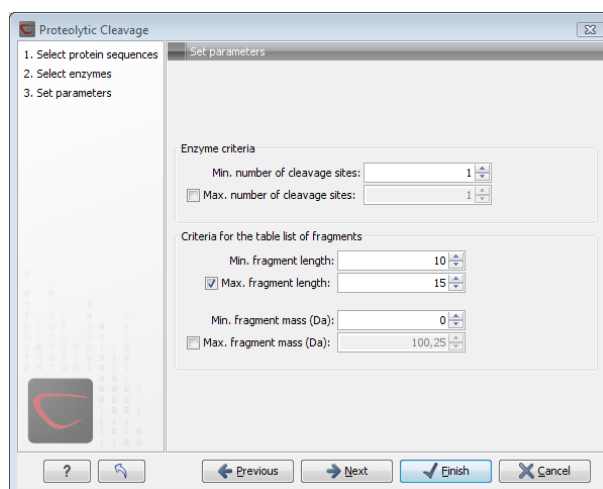 Proteolytic Cleavage
1. Select protein sequences
2. Select enzymes
3. Set parameters
Set parameters
Enzyme criteria
Min. number of cleavage sites: 1
Max. number of cleavage sites: 1
Criteria for the table list of fragments
Min. fragment length: 10
Max. fragment length: 15
Min. fragment mass (Da): 0
Max. fragment mass (Da): 100,25
? Previous Next Finish Cancel